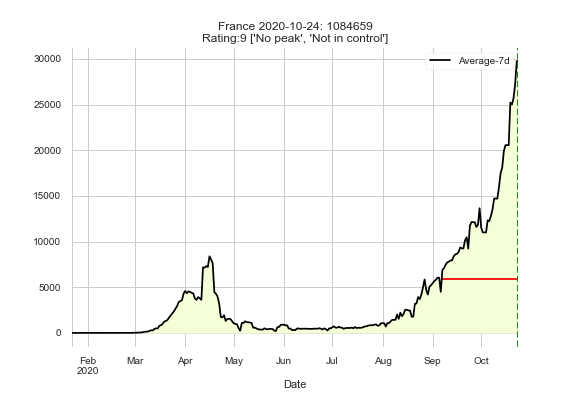 France 2020-10-24: 1084659
Rating:9 ['No peak', 'Not in control']
Average-7d
30000
25000
20000
15000
10000
5000
0
Feb Mar Apr May Jun Jul Aug Sep Oct
2020
Date